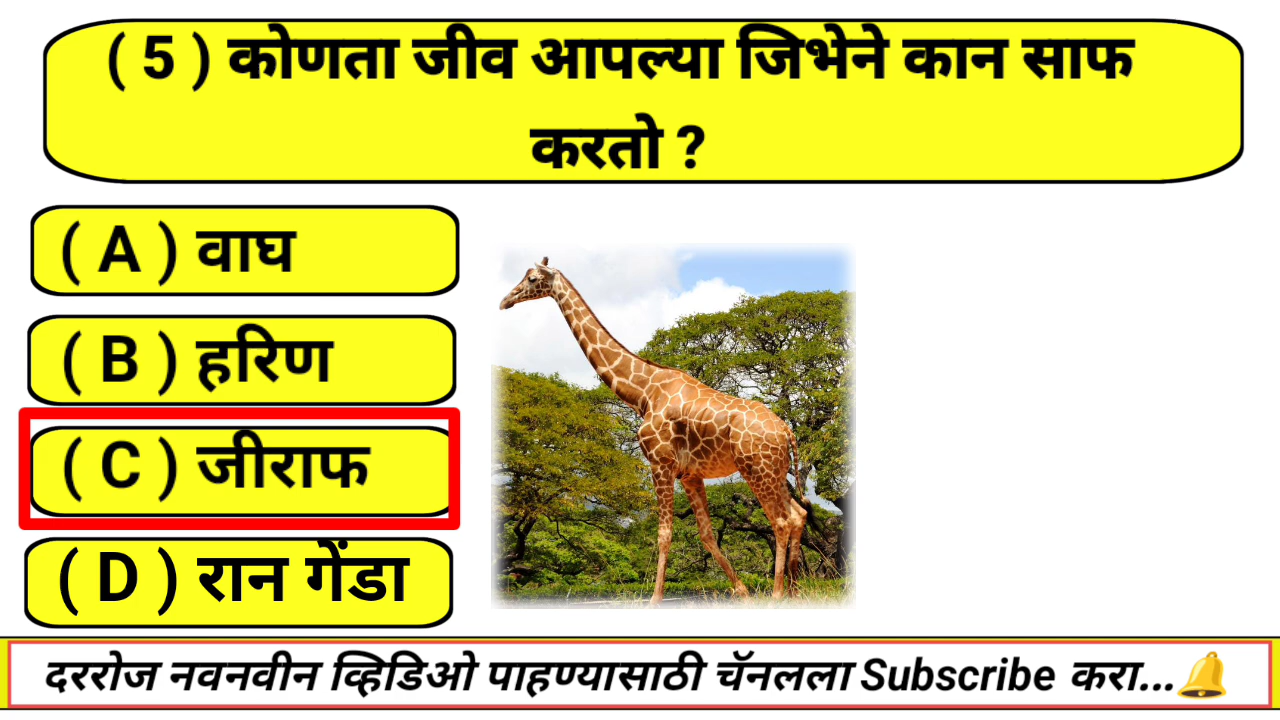 ( 5 ) कोणता जीव आपल्या जिभेने कान साफ
करतो ?
( A ) वाघ
( B ) हरिण
( C ) जीराफ
( D ) रान गेंडा
दररोज नवनवीन व्हिडिओ पाहण्यासाठी चॅनलला Subscribe करा...🔔